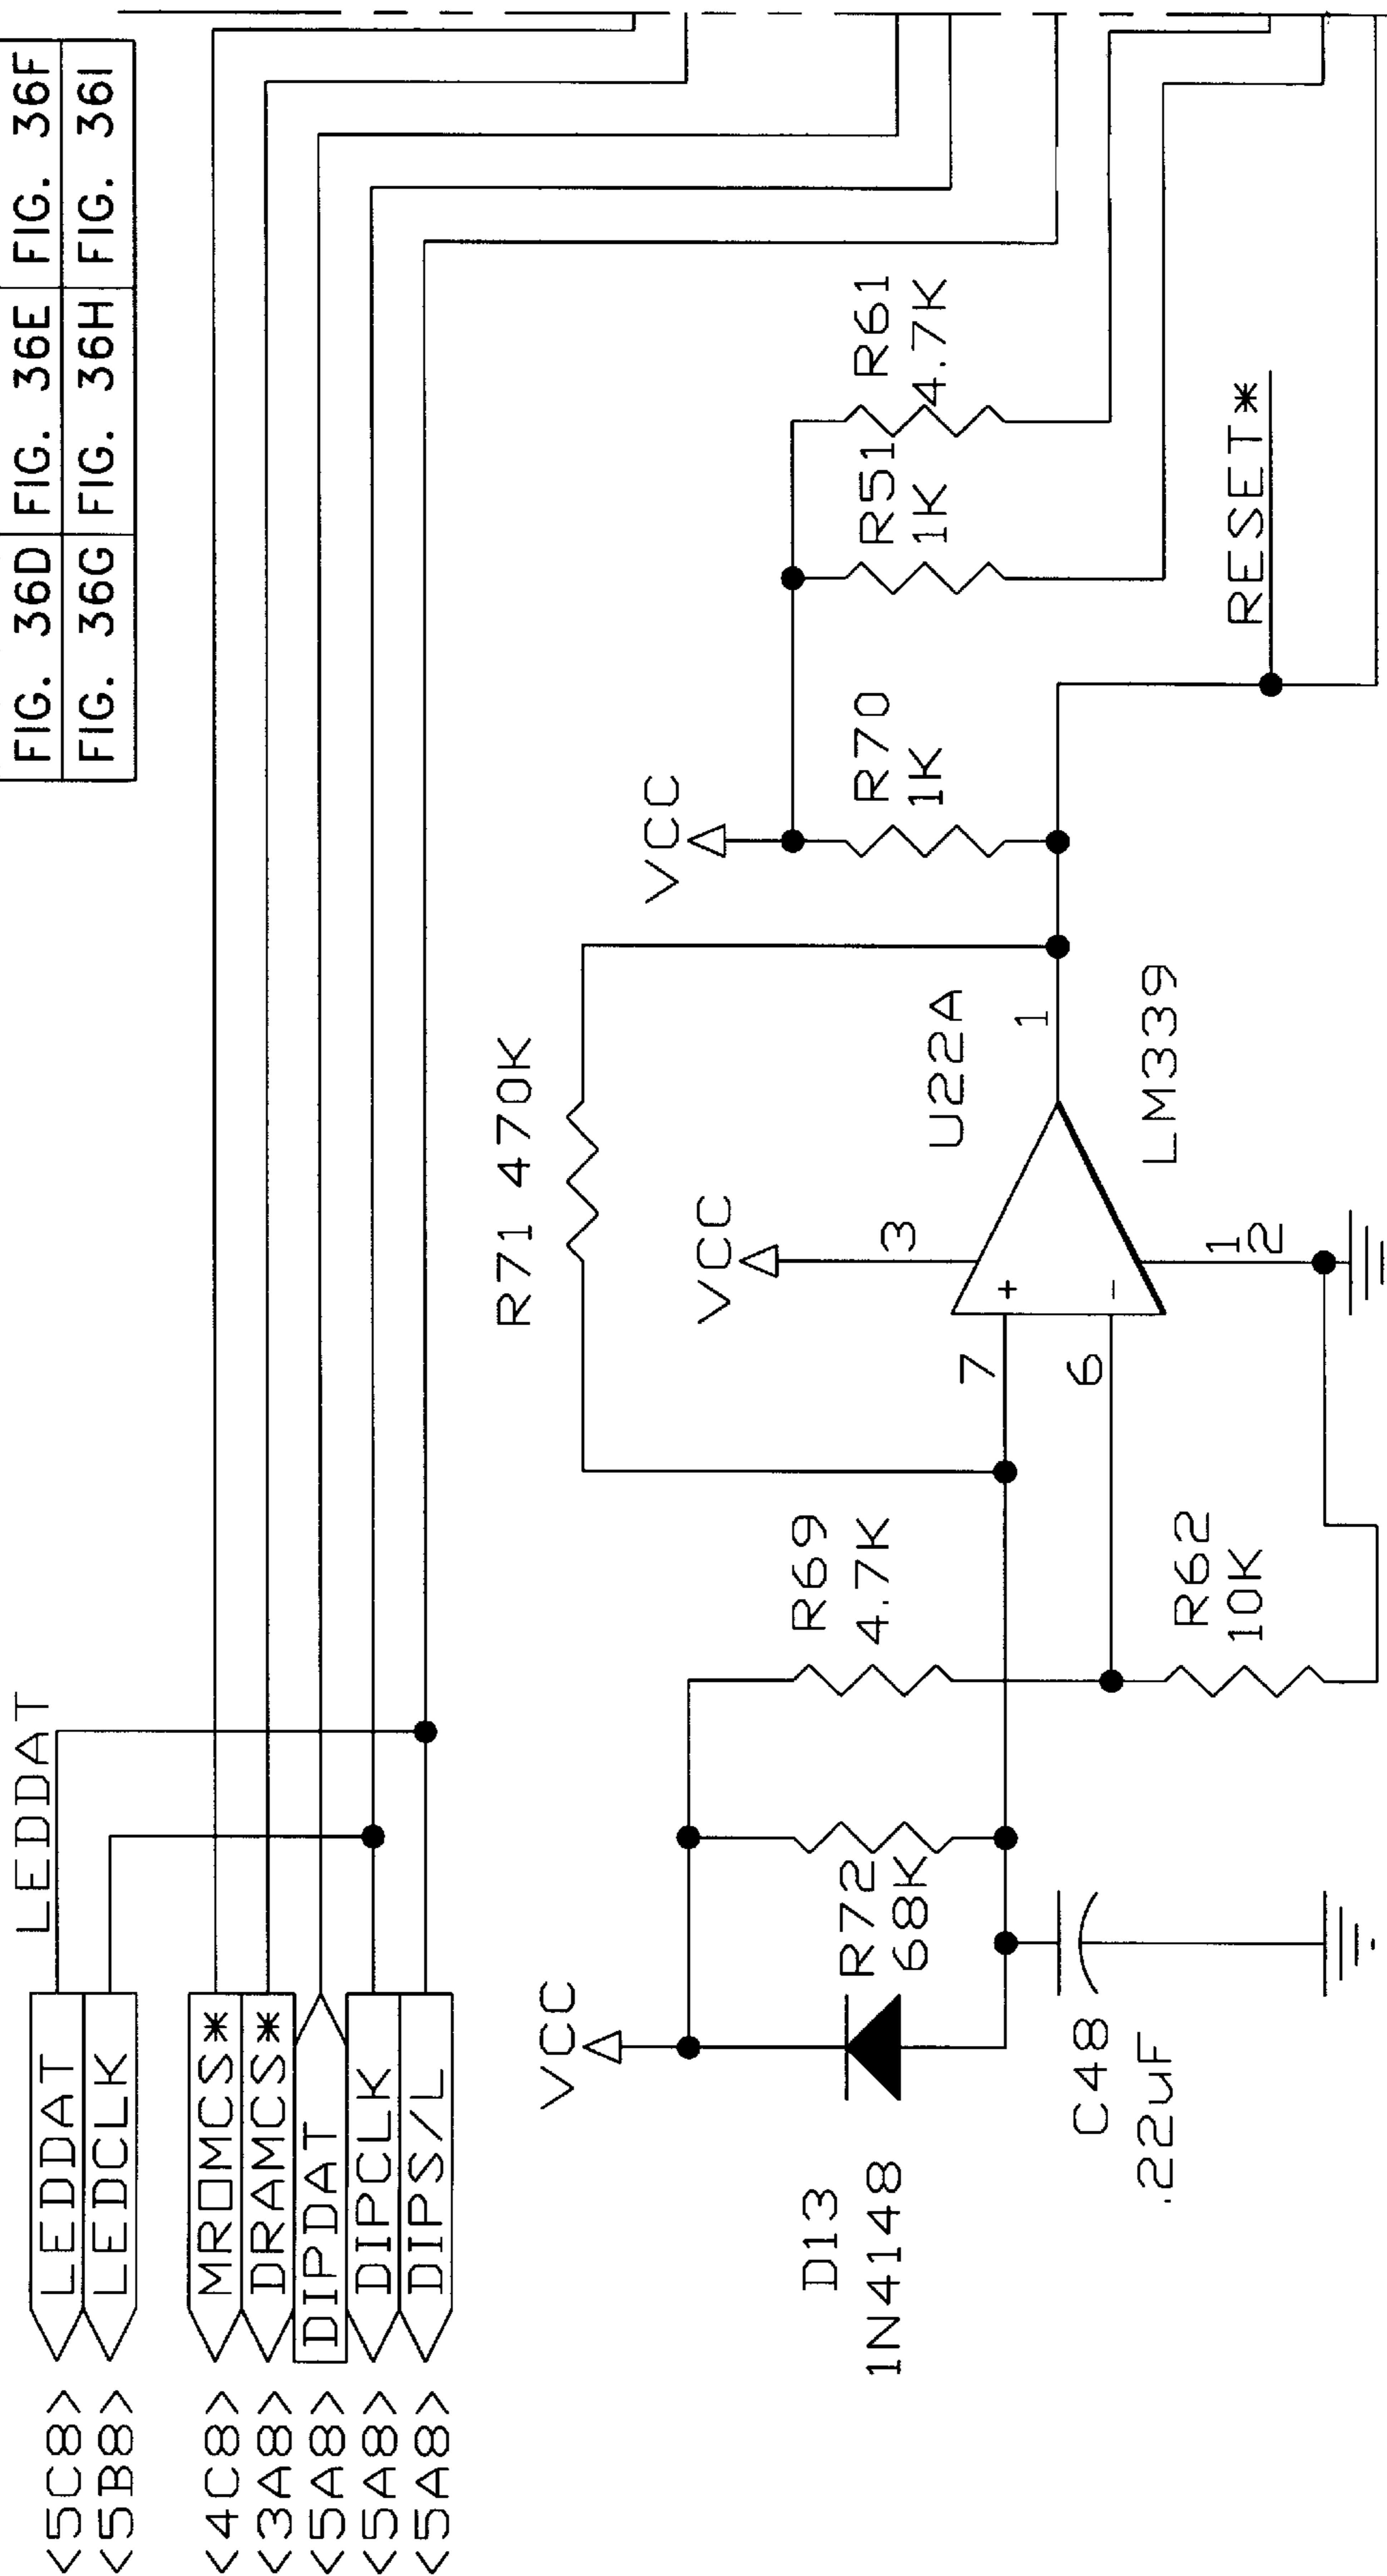 FIG. 36D FIG. 36E FIG. 36F
FIG. 36G FIG. 36H FIG. 36I
LEDDAT
<5C8> LEDDAT
<5B8> LEDCLK
<4C8> MROMCS*
<3A8> DRAMCS*
<5A8> DIPDAT
<5A8> DIPCLK
<5A8> DIPS/L
VCC
D13
1N4148
R72
68K
C48
.22uF
R69
4.7K
R62
10K
R71 470K
VCC
3
7
6
+
-
12
U22A
1
LM339
VCC
R70
1K
R51
1K
R61
4.7K
RESET*